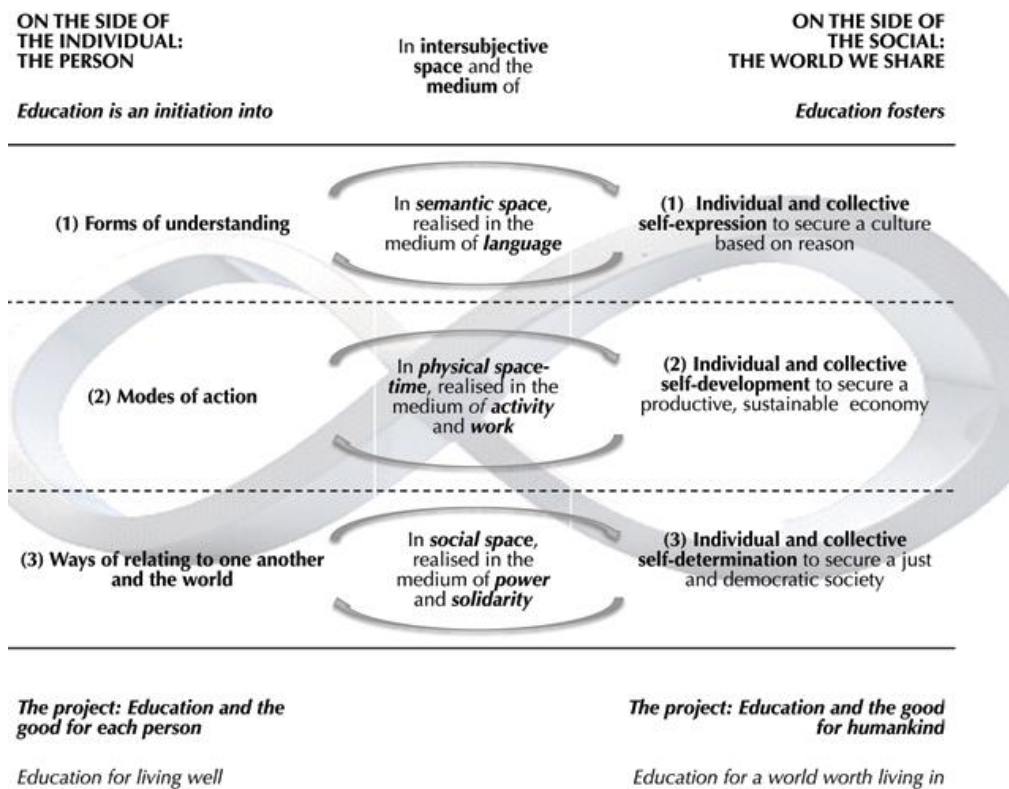 ON THE SIDE OF
THE INDIVIDUAL:
THE PERSON
Education is an initiation into
In intersubjective
space and the
medium of
ON THE SIDE OF
THE SOCIAL:
THE WORLD WE SHARE
Education fosters
(1) Forms of understanding
In semantic space,
realised in the
medium of language
(1) Individual and collective
self-expression to secure a culture
based on reason
(2) Modes of action
In physical space-
time, realised in the
medium of activity
and work
(2) Individual and collective
self-development to secure a
productive, sustainable economy
(3) Ways of relating to one another
and the world
In social space,
realised in the
medium of power
and solidarity
(3) Individual and collective
self-determination to secure a just
and democratic society
The project: Education and the
good for each person
Education for living well
The project: Education and the good
for humankind
Education for a world worth living in